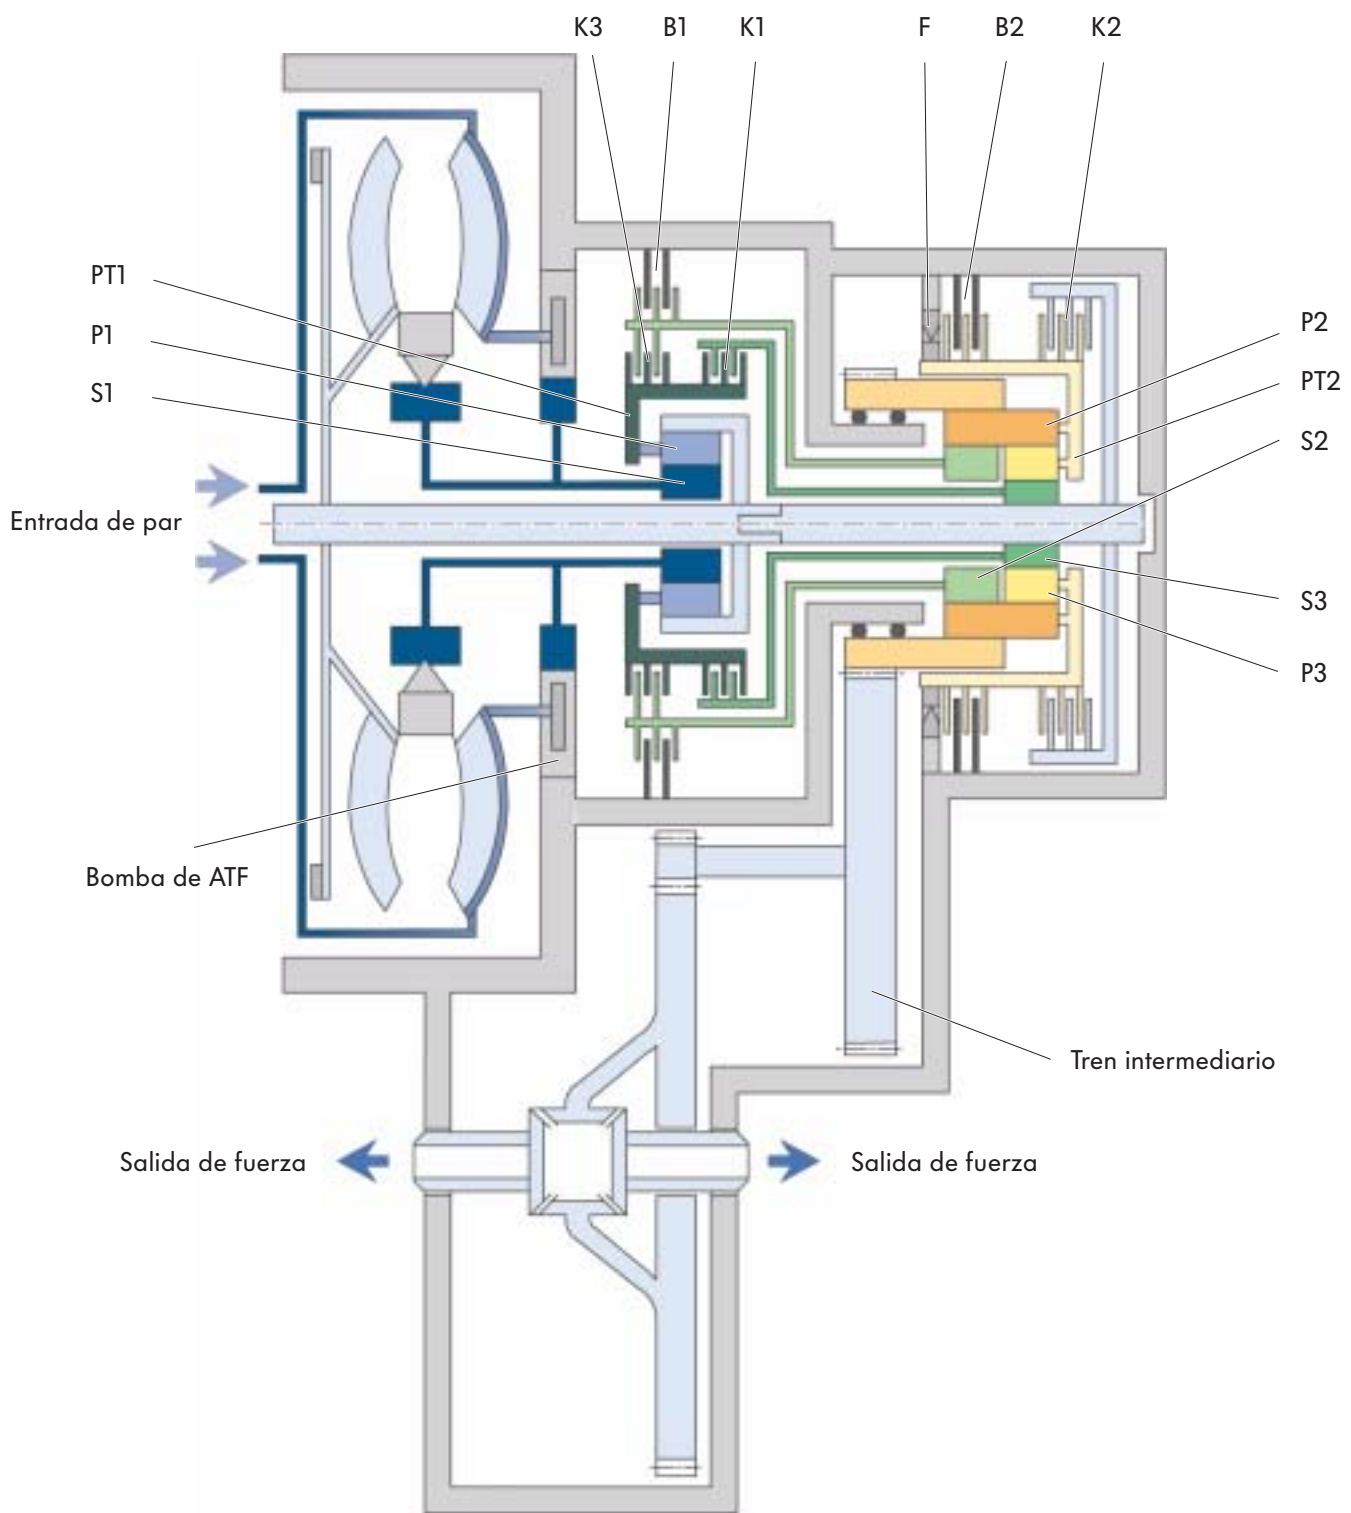 K3 B1 K1 F B2 K2
PT1
P1
S1
P2
PT2
S2
Entrada de par
S3
P3
Bomba de ATF
Tren intermediario
Salida de fuerza
Salida de fuerza